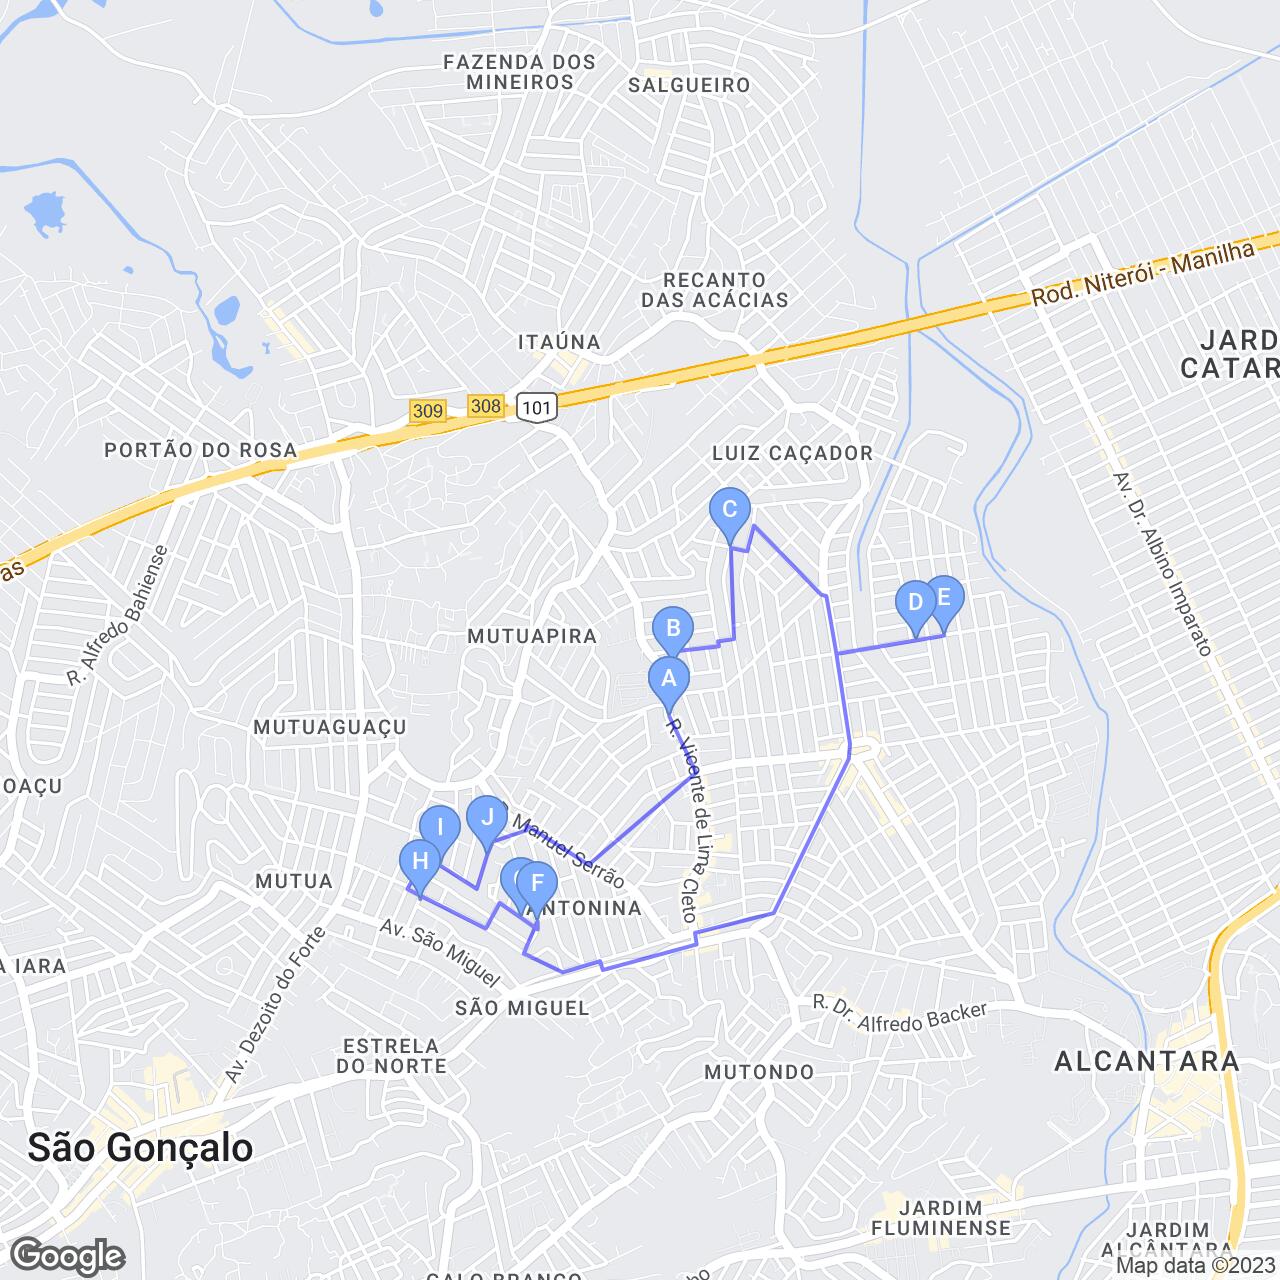 FAZENDA DOS
MINEIROS
SALGUEIRO
RECANTO
DAS ACÁCIAS
Rod. Niterói - Manilha
ITAÚNA
JARD
CATAR
101
308
309
PORTÃO DO ROSA
LUIZ CAÇADOR
Av. Dr. Albino Imparato
as
R. Alfredo Bahiense
C
D
E
B
A
MUTUAPIRA
MUTUAGUAÇU
R. Vicente de Lima Cleto
OAÇU
J
I
H
F
Manuel Serrão
MUTUA
ANTONINA
Av. São Miguel
A IARA
Av. Dezoito do Forte
SÃO MIGUEL
R. Dr. Alfredo Backer
ESTRELA
DO NORTE
MUTONDO
ALCANTARA
São Gonçalo
JARDIM
FLUMINENSE
JARDIM
ALCÂNTARA
Google
Map data ©2023